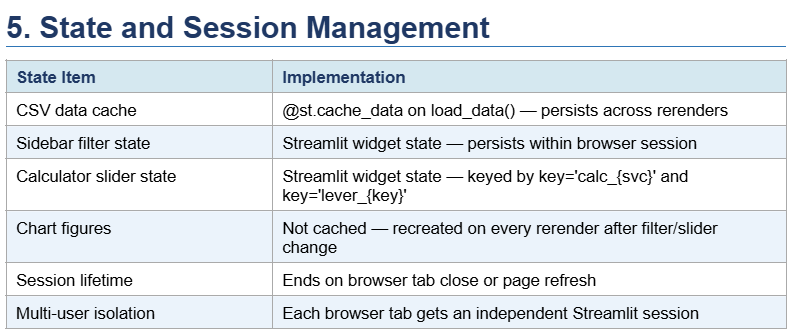 5. State and Session Management
State Item Implementation
CSV data cache @st.cache_data on load_data() — persists across rerenders
Sidebar filter state Streamlit widget state — persists within browser session
Calculator slider state Streamlit widget state — keyed by key='calc_{svc}' and
key='lever_{key}'
Chart figures Not cached — recreated on every rerender after filter/slider
change
Session lifetime Ends on browser tab close or page refresh
Multi-user isolation Each browser tab gets an independent Streamlit session